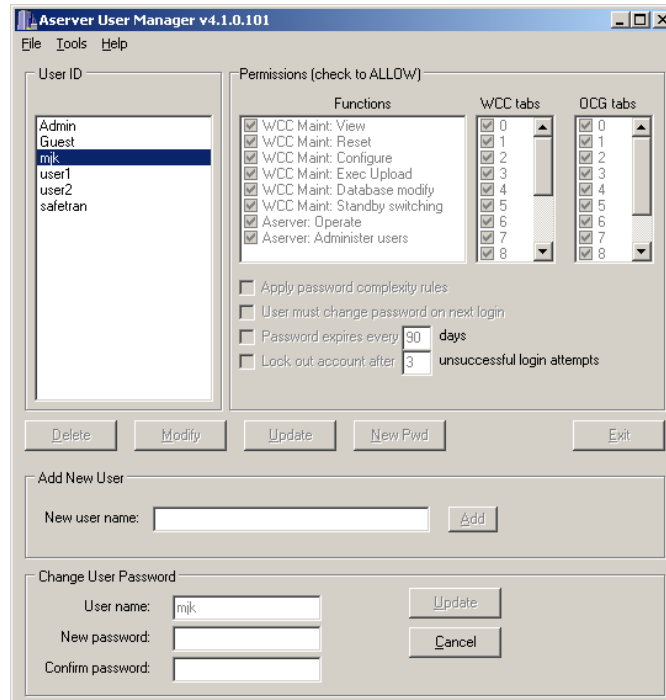 Aserver User Manager v4.1.0.101
File Tools Help
User ID
Admin
Guest
mjk
user1
user2
safetran
Permissions (check to ALLOW)
Functions
WCC Maint: View
WCC Maint: Reset
WCC Maint: Configure
WCC Maint: Exec Upload
WCC Maint: Database modify
WCC Maint: Standby switching
Aserver: Operate
Aserver: Administer users
WCC tabs
0
1
2
3
4
5
6
7
8
OCG tabs
0
1
2
3
4
5
6
7
8
Apply password complexity rules
User must change password on next login
Password expires every 90 days
Lock out account after 3 unsuccessful login attempts
Delete Modify Update New Pwd Exit
Add New User
New user name: Add
Change User Password
User name: mjk
New password:
Confirm password:
Update
Cancel